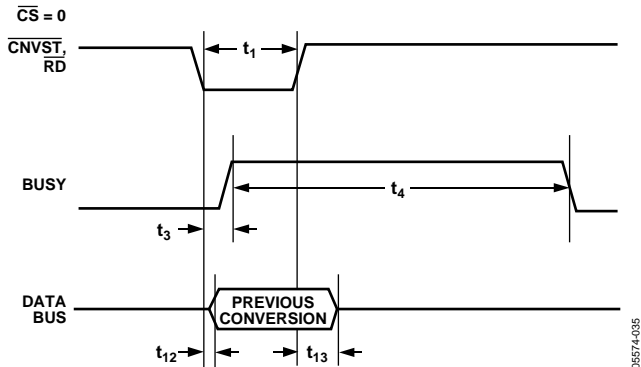 CS = 0
CNVST,
RD
t1
BUSY
t4
t3
DATA
BUS
PREVIOUS
CONVERSION
t12
t13
05574-035